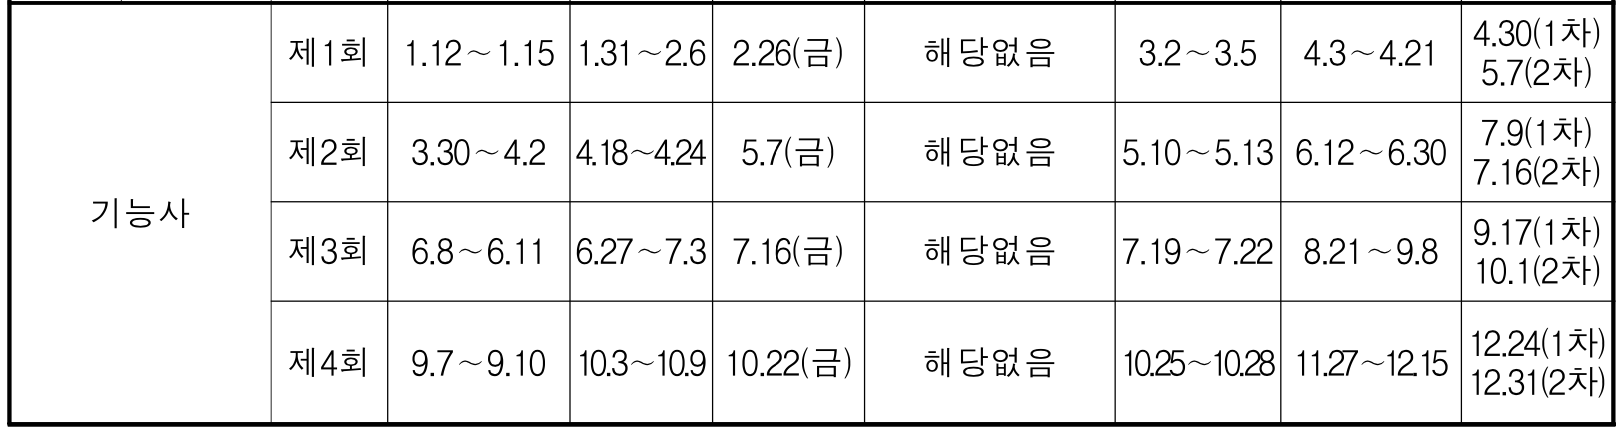 기능사
제1회 1.12～1.15 1.31～2.6 2.26(금) 해당없음 3.2～3.5 4.3～4.21 4.30(1차)
5.7(2차)
제2회 3.30～4.2 4.18～4.24 5.7(금) 해당없음 5.10～5.13 6.12～6.30 7.9(1차)
7.16(2차)
제3회 6.8～6.11 6.27～7.3 7.16(금) 해당없음 7.19～7.22 8.21～9.8 9.17(1차)
10.1(2차)
제4회 9.7～9.10 10.3～10.9 10.22(금) 해당없음 10.25～10.28 11.27～12.15 12.24(1차)
12.31(2차)